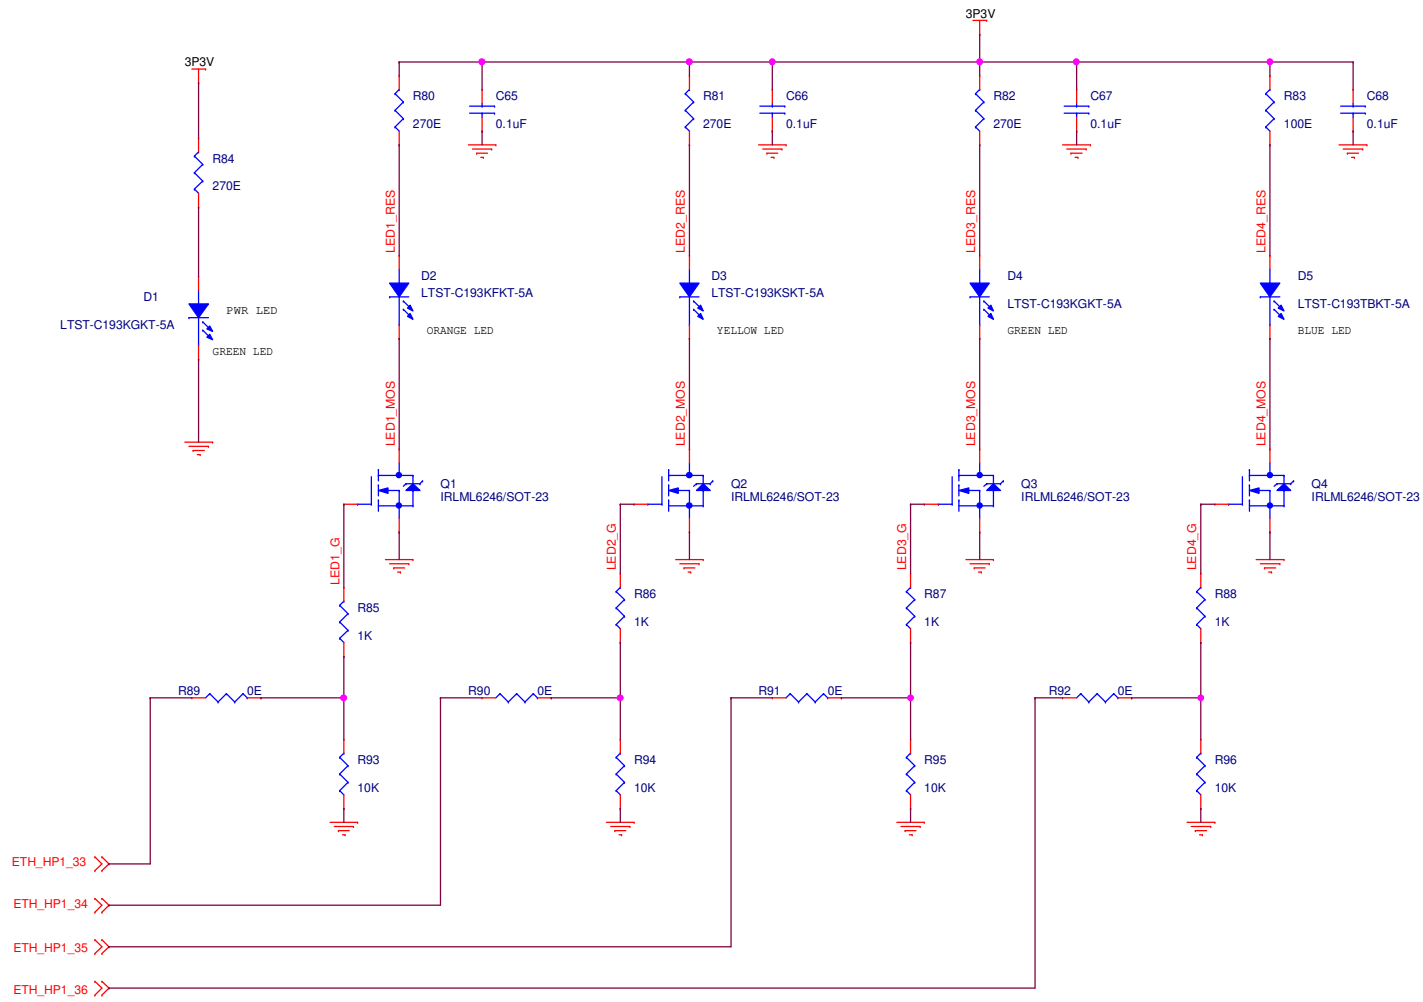 3P3V
3P3V
R80
270E
C65
0.1uF
R81
270E
C66
0.1uF
R82
270E
C67
0.1uF
R83
100E
C68
0.1uF
R84
270E
LED1_RES
LED2_RES
LED3_RES
LED4_RES
D1
LTST-C193KGKT-5A
PWR LED
GREEN LED
D2
LTST-C193KFKT-5A
ORANGE LED
D3
LTST-C193KSKT-5A
YELLOW LED
D4
LTST-C193KGKT-5A
GREEN LED
D5
LTST-C193TBKT-5A
BLUE LED
LED1_MOS
LED2_MOS
LED3_MOS
LED4_MOS
Q1
IRLML6246/SOT-23
Q2
IRLML6246/SOT-23
Q3
IRLML6246/SOT-23
Q4
IRLML6246/SOT-23
LED1_G
LED2_G
LED3_G
LED4_G
R85
1K
R86
1K
R87
1K
R88
1K
R89 0E
R90 0E
R91 0E
R92 0E
R93
10K
R94
10K
R95
10K
R96
10K
ETH_HP1_33
ETH_HP1_34
ETH_HP1_35
ETH_HP1_36